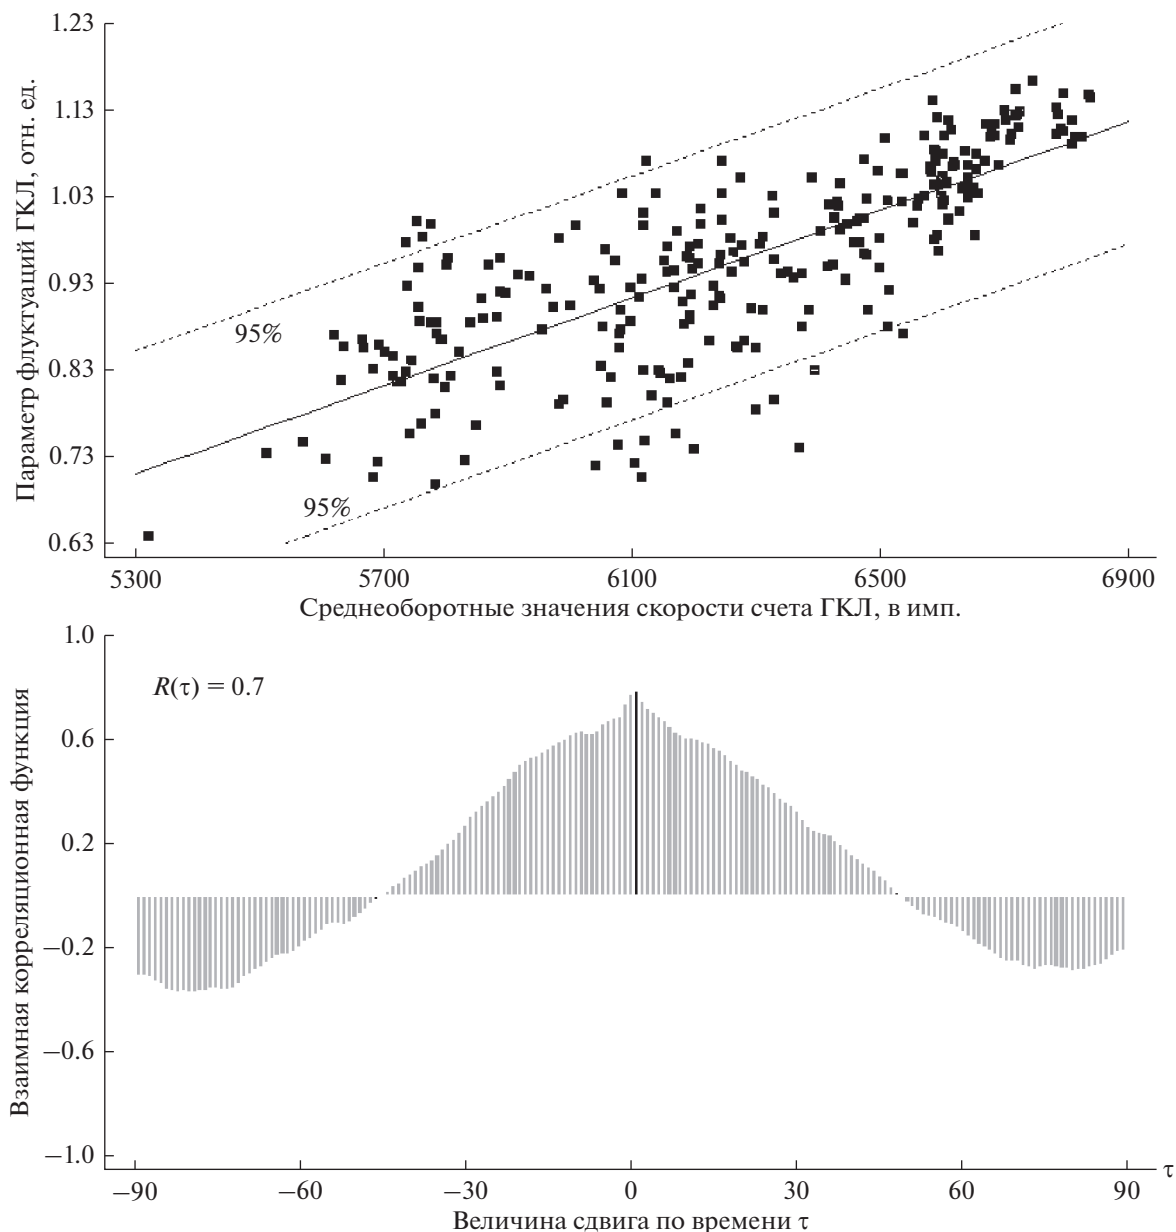 1.23
1.13
1.03
0.93
0.83
0.73
0.63
Параметр флуктуаций ГКЛ, отн. ед.
95%
95%
5300 5700 6100 6500 6900
Среднеоборотные значения скорости счета ГКЛ, в имп.
1.0
0.6
0.2
−0.2
−0.6
−1.0
Взаимная корреляционная функция
R(τ) = 0.7
−90 −60 −30 0 30 60 90 τ
Величина сдвига по времени τ